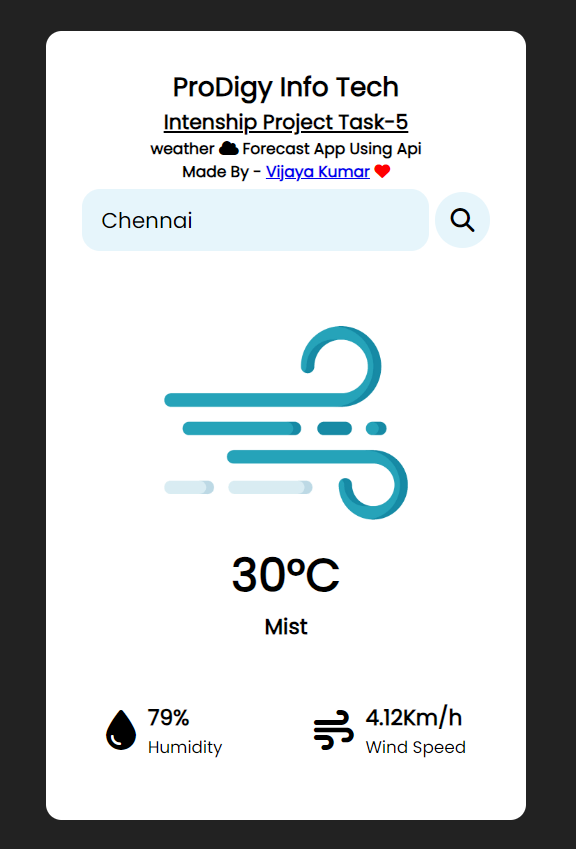 ProDigy Info Tech
Intenship Project Task-5
weather Forecast App Using Api
Made By - Vijaya Kumar
Chennai
30°C
Mist
79%
Humidity
4.12Km/h
Wind Speed